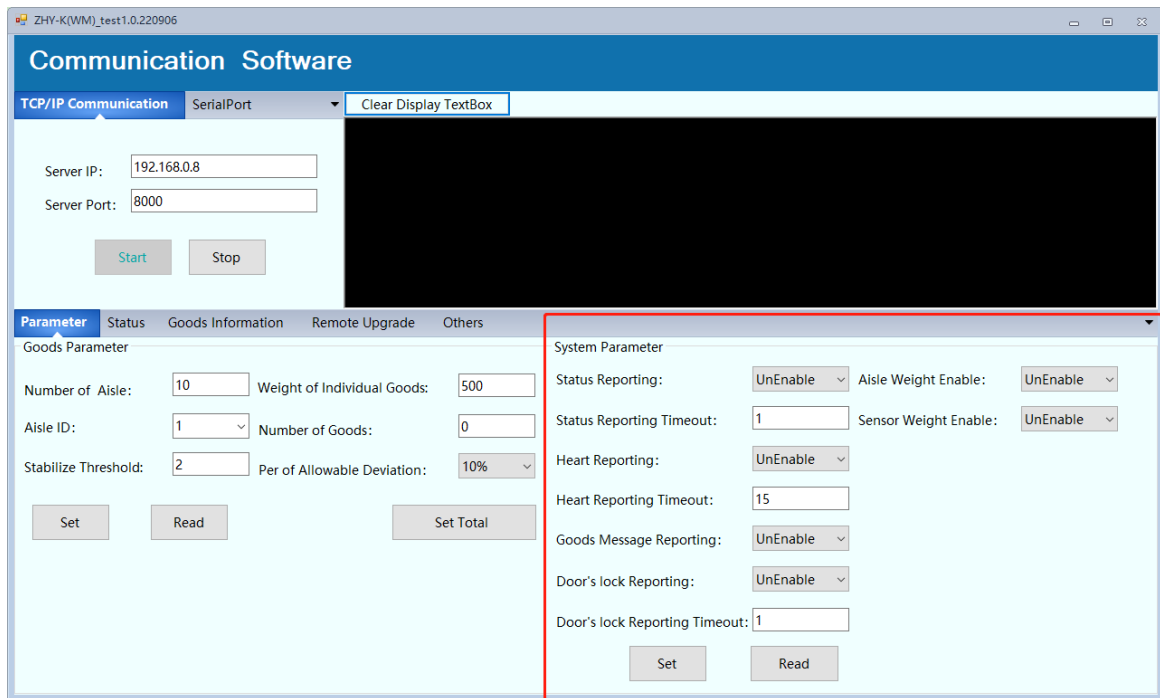 ZHY-K(WM)_test1.0.220906
Communication Software
TCP/IP Communication SerialPort Clear Display TextBox
Server IP: 192.168.0.8
Server Port: 8000
Start Stop
Parameter Status Goods Information Remote Upgrade Others
Goods Parameter
Number of Aisle: 10 Weight of Individual Goods: 500
Aisle ID: 1 Number of Goods: 0
Stabilize Threshold: 2 Per of Allowable Deviation: 10%
Set Read Set Total
System Parameter
Status Reporting: UnEnable Aisle Weight Enable: UnEnable
Status Reporting Timeout: 1 Sensor Weight Enable: UnEnable
Heart Reporting: UnEnable
Heart Reporting Timeout: 15
Goods Message Reporting: UnEnable
Door's lock Reporting: UnEnable
Door's lock Reporting Timeout: 1
Set Read